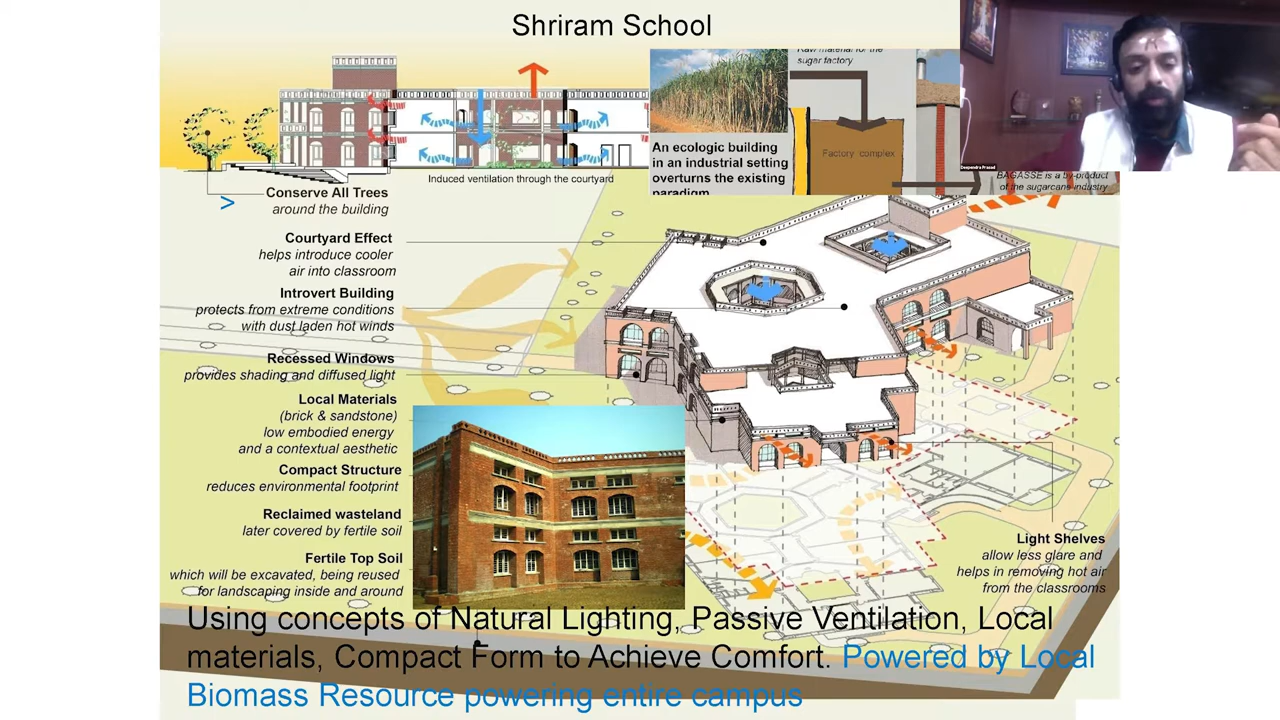 Shriram School
Raw material for the
sugar factory
An ecologic building
in an industrial setting
overturns the existing
paradigm
Factory complex
Deependra Prasad
BAGASSE is a by-product
of the sugarcans industry
Induced ventilation through the courtyard
Conserve All Trees
around the building
>
Courtyard Effect
helps introduce cooler
air into classroom
Introvert Building
protects from extreme conditions
with dust laden hot winds
Recessed Windows
provides shading and diffused light
Local Materials
(brick & sandstone)
low embodied energy
and a contextual aesthetic
Compact Structure
reduces environmental footprint
Reclaimed wasteland
later covered by fertile soil
Fertile Top Soil
which will be excavated, being reused
for landscaping inside and around
Light Shelves
allow less glare and
helps in removing hot air
from the classrooms
Using concepts of Natural Lighting, Passive Ventilation, Local
materials, Compact Form to Achieve Comfort. Powered by Local
Biomass Resource powering entire campus